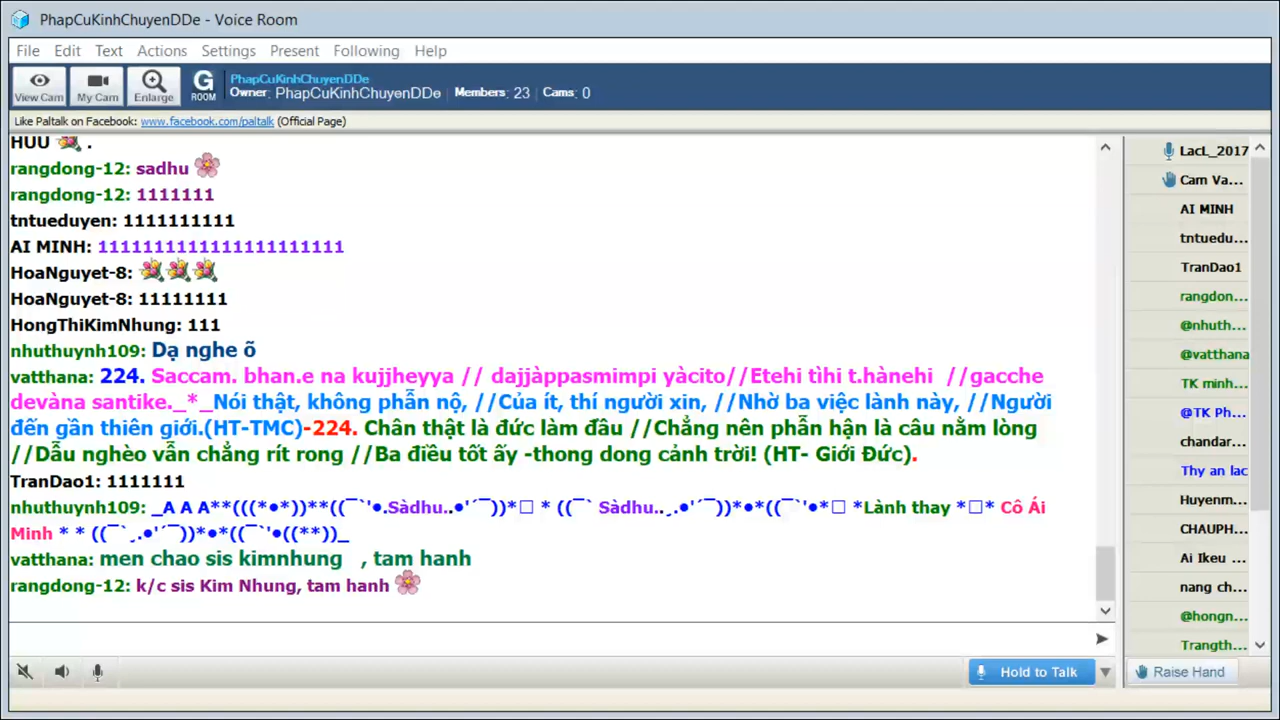 PhapCuKinhChuyenDDe - Voice Room
File Edit Text Actions Settings Present Following Help
View Cam My Cam Enlarge G ROOM
PhapCuKinhChuyenDDe
Owner: PhapCuKinhChuyenDDe Members: 23 Cams: 0
Like Paltalk on Facebook: www.facebook.com/paltalk (Official Page)
HUU .
rangdong-12: sadhu
rangdong-12: 1111111
tntueduyen: 1111111111
AI MINH: 1111111111111111111111
HoaNguyet-8:
HoaNguyet-8: 11111111
HongThiKimNhung: 111
nhuthuynh109: Dạ nghe õ
vatthana: 224. Saccam. bhan.e na kujjheyya // dajjàppasmimpi yàcito//Etehi tìhi t.hànehi //gacche
devàna santike._*_Nói thật, không phẫn nộ, //Của ít, thí người xin, //Nhờ ba việc lành này, //Người
đến gần thiên giới.(HT-TMC)-224. Chân thật là đức làm đầu //Chẳng nên phẫn hận là câu nằm lòng
//Dẫu nghèo vẫn chẳng rít rong //Ba điều tốt ấy -thong dong cảnh trời! (HT- Giới Đức).
TranDao1: 1111111
nhuthuynh109: _A A A**(((*•*))**((¯`'•.Sàdhu..•'´¯))*□ * ((¯` Sàdhu..¸.•'´¯))*•*((¯`'•*□ *Lành thay *□* Cô Ái
Minh * * ((¯`¸.•'´¯))*•*((¯`'•((**))_
vatthana: men chao sis kimnhung , tam hanh
rangdong-12: k/c sis Kim Nhung, tam hanh
Hold to Talk
LacL_2017
Cam Va...
AI MINH
tntuedu...
TranDao1
rangdon...
@nhuth...
@vatthana
TK minh...
@TK Ph...
chandar...
Thy an lac
Huyenm...
CHAUPH...
Ai Ikeu ...
nang ch...
@hongn...
Trangth...
Raise Hand